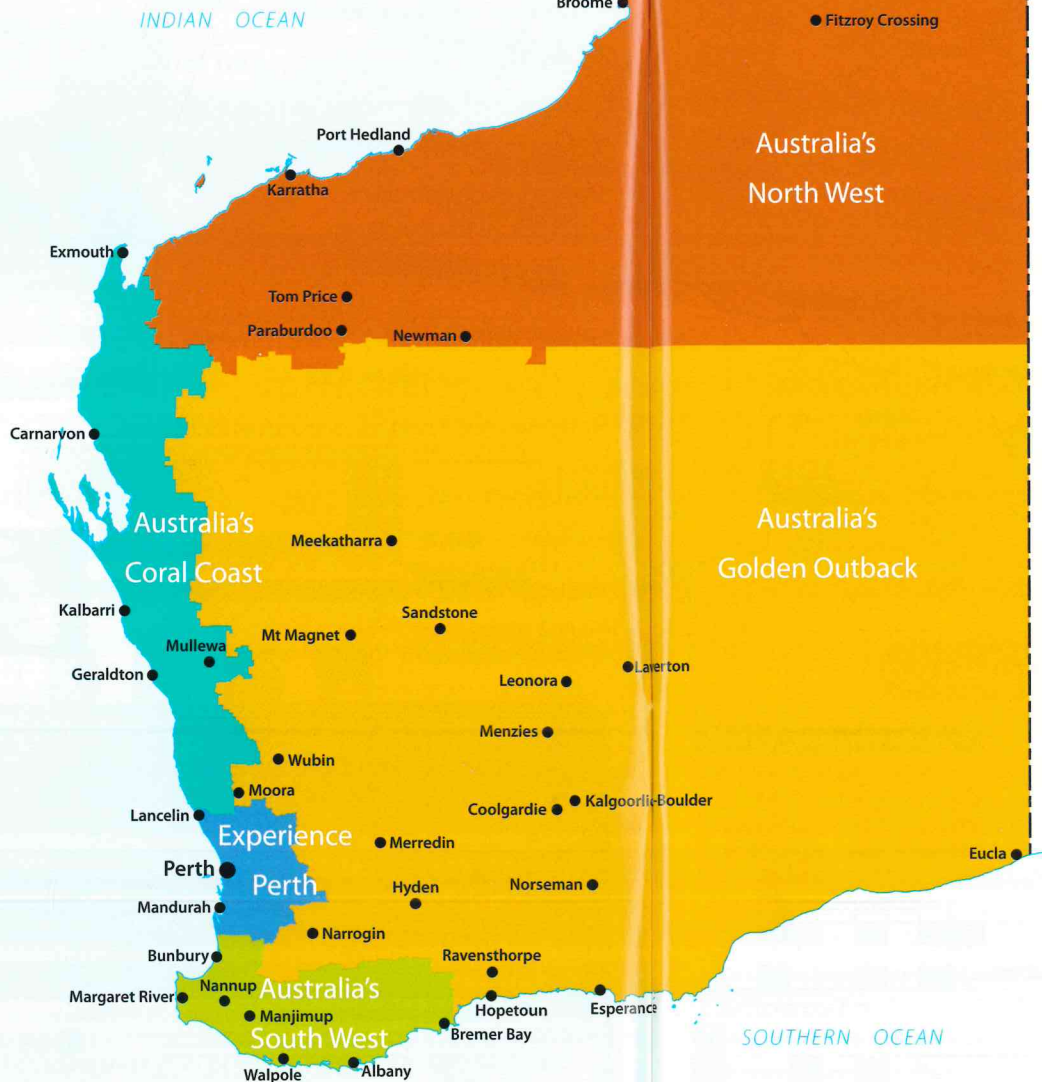 Broome
INDIAN OCEAN
Fitzroy Crossing
Port Hedland
Australia's
North West
Karratha
Exmouth
Tom Price
Paraburdoo
Newman
Carnarvon
Australia's
Coral Coast
Meekatharra
Australia's
Golden Outback
Kalbarri
Sandstone
Mt Magnet
Mullewa
Geraldton
Laverton
Leonora
Menzies
Wubin
Moora
Kalgoorlie-Boulder
Coolgardie
Lancelin
Experience
Perth
Merredin
Eucla
Perth
Hyden
Norseman
Mandurah
Narrogin
Bunbury
Ravensthorpe
Nannup
Australia's
South West
Margaret River
Manjimup
Hopetoun
Esperance
Bremer Bay
SOUTHERN OCEAN
Walpole
Albany